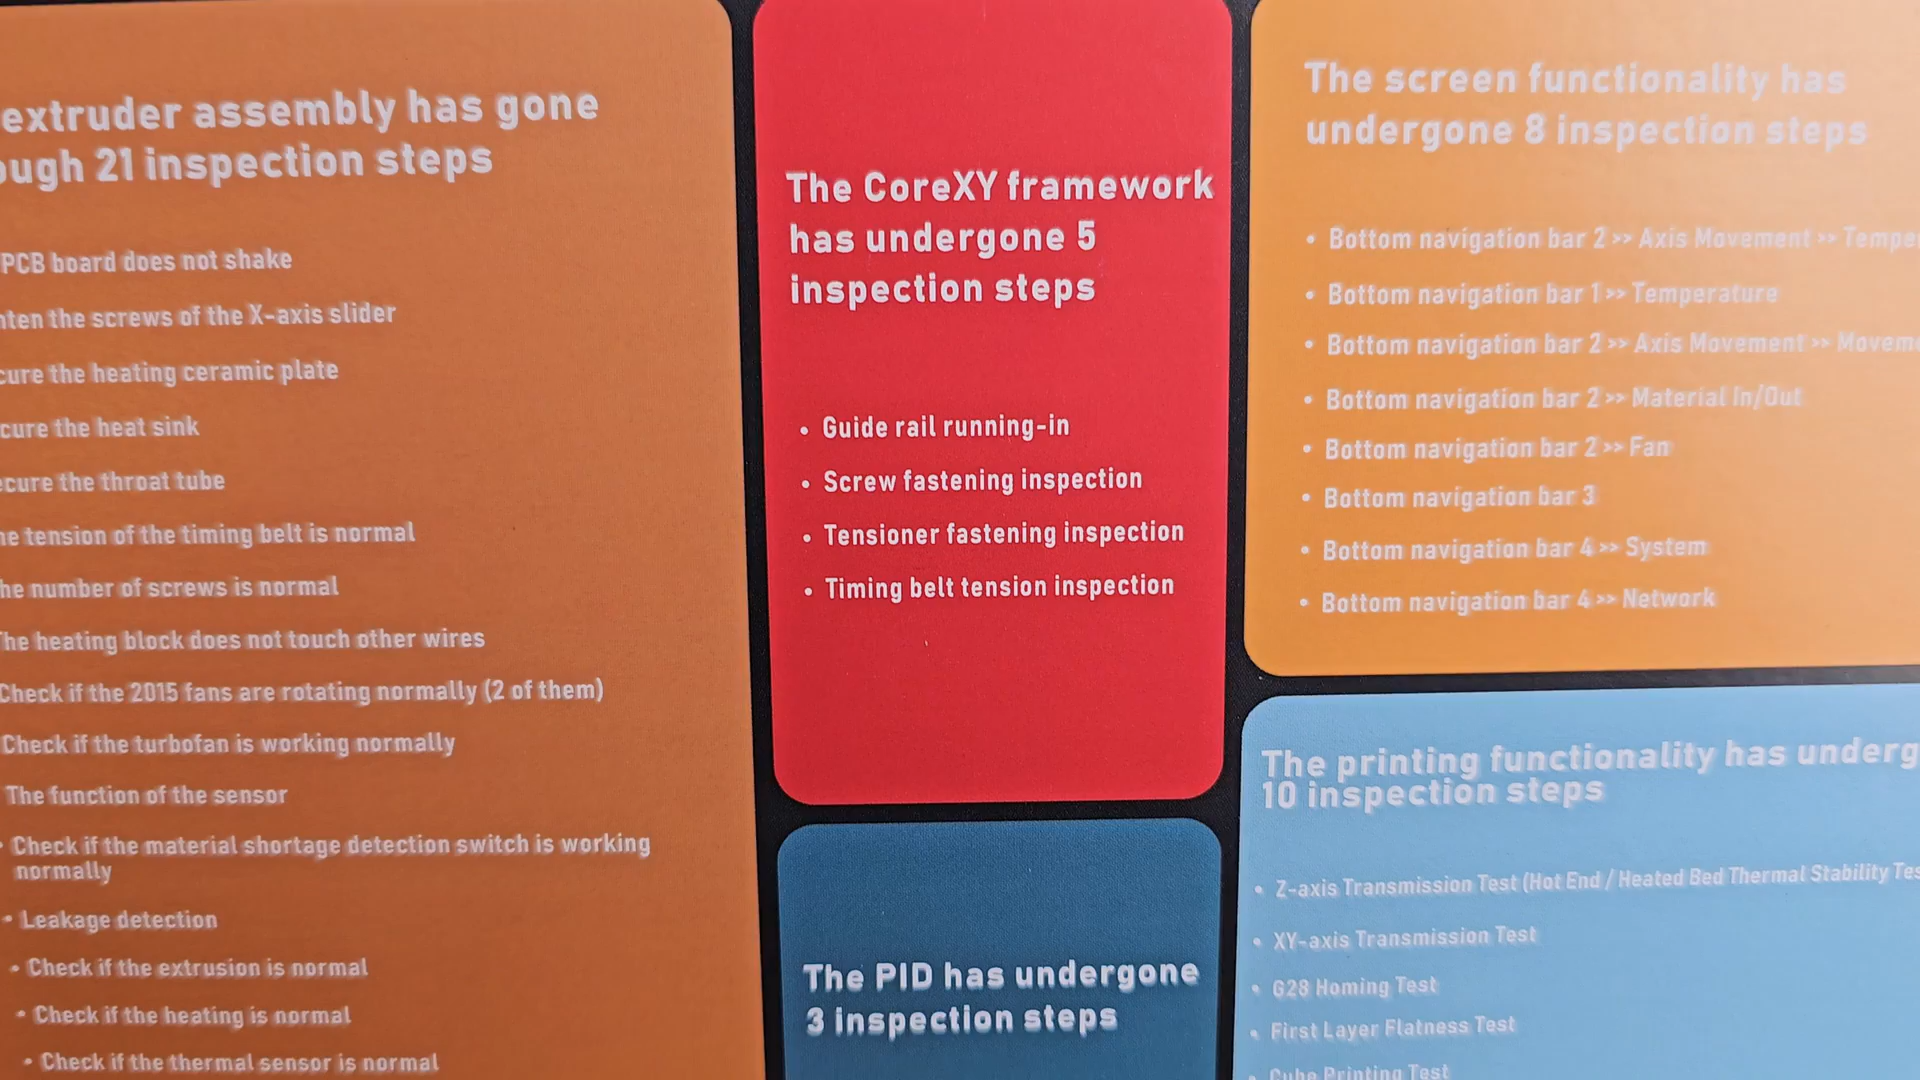 extruder assembly has gone
21 inspection steps
PCB board does not shake
the screws of the X-axis slider
the heating ceramic plate
the heat sink
the throat tube
tension of the timing belt is normal
number of screws is normal
The heating block does not touch other wires
Check if the 2015 fans are rotating normally (2 of them)
Check if the turbofan is working normally
The function of the sensor
• Check if the material shortage detection switch is working
normally
• Leakage detection
• Check if the extrusion is normal
• Check if the heating is normal
• Check if the thermal sensor is normal
The CoreXY framework
has undergone 5
inspection steps
• Guide rail running-in
• Screw fastening inspection
• Tensioner fastening inspection
• Timing belt tension inspection
The PID has undergone
3 inspection steps
The screen functionality has
undergone 8 inspection steps
• Bottom navigation bar 2 >> Axis Movement >>
• Bottom navigation bar 1 >> Temperature
• Bottom navigation bar 2 >> Axis Movement >>
• Bottom navigation bar 2 >> Material In/Out
• Bottom navigation bar 2 >> Fan
• Bottom navigation bar 3
• Bottom navigation bar 4 >> System
• Bottom navigation bar 4 >> Network
The printing functionality has
10 inspection steps
• Z-axis Transmission Test (Hot End / Heated Bed Thermal Stability
• XY-axis Transmission Test
• G28 Homing Test
• First Layer Flatness Test
• Cube Printing Test